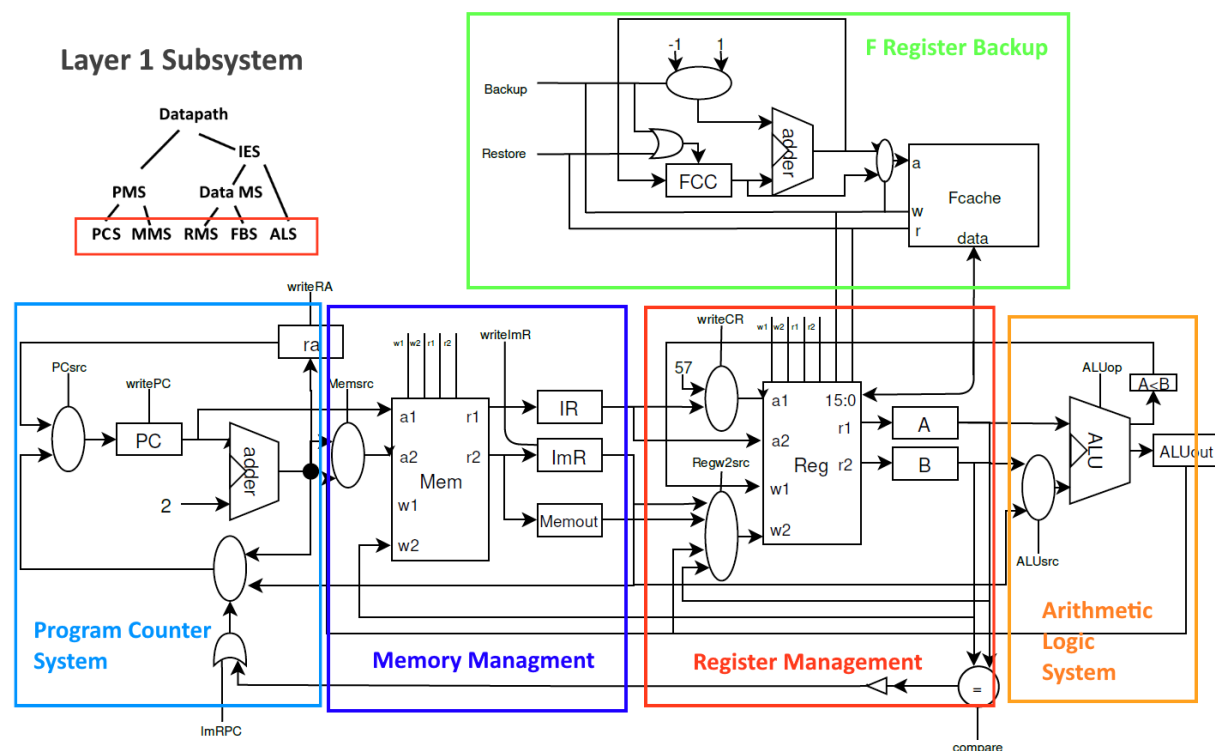 Layer 1 Subsystem
Datapath
IES
PMS
Data MS
PCS MMS RMS FBS ALS
F Register Backup
-1 1
Backup
Restore
adder
FCC
a
Fcache
w
r
data
writeRA
ra
PCsrc
writePC
PC
adder
2
Program Counter
System
ImRPC
Memsrc
w1 w2 r1 r2
writeImR
a1
r1
a2
r2
Mem
w1
w2
IR
ImR
Memout
Memory Managment
writeCR
57
w1 w2 r1 r2
a1
15:0
r1
a2
Reg
r2
w1
w2
Regw2src
A
B
Register Management
=
compare
ALUop
A<B
ALU
ALUout
ALUsrc
Arithmetic
Logic
System